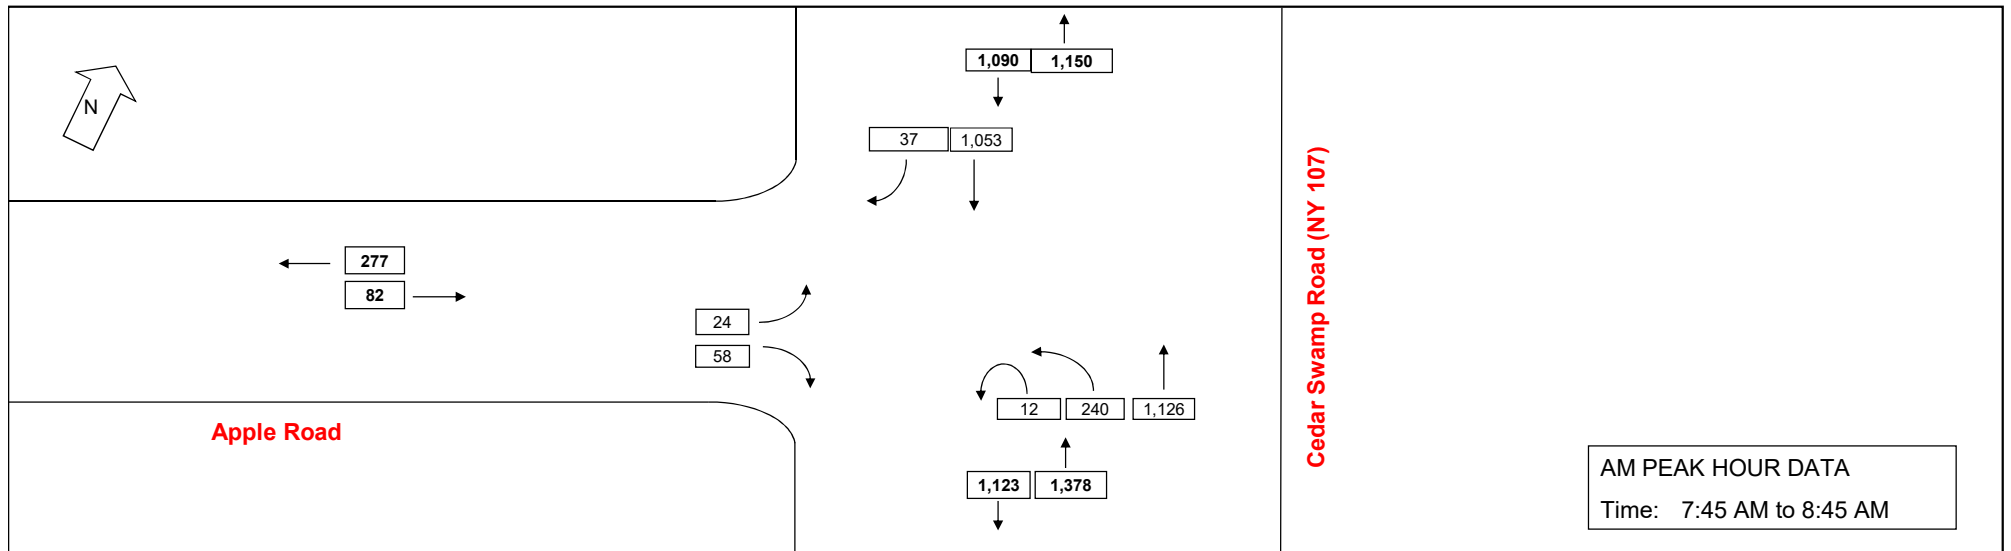 1,090 1,150
N
37 1,053
277
82
24
58
12 240 1,126
Apple Road
Cedar Swamp Road (NY 107)
1,123 1,378
AM PEAK HOUR DATA
Time: 7:45 AM to 8:45 AM